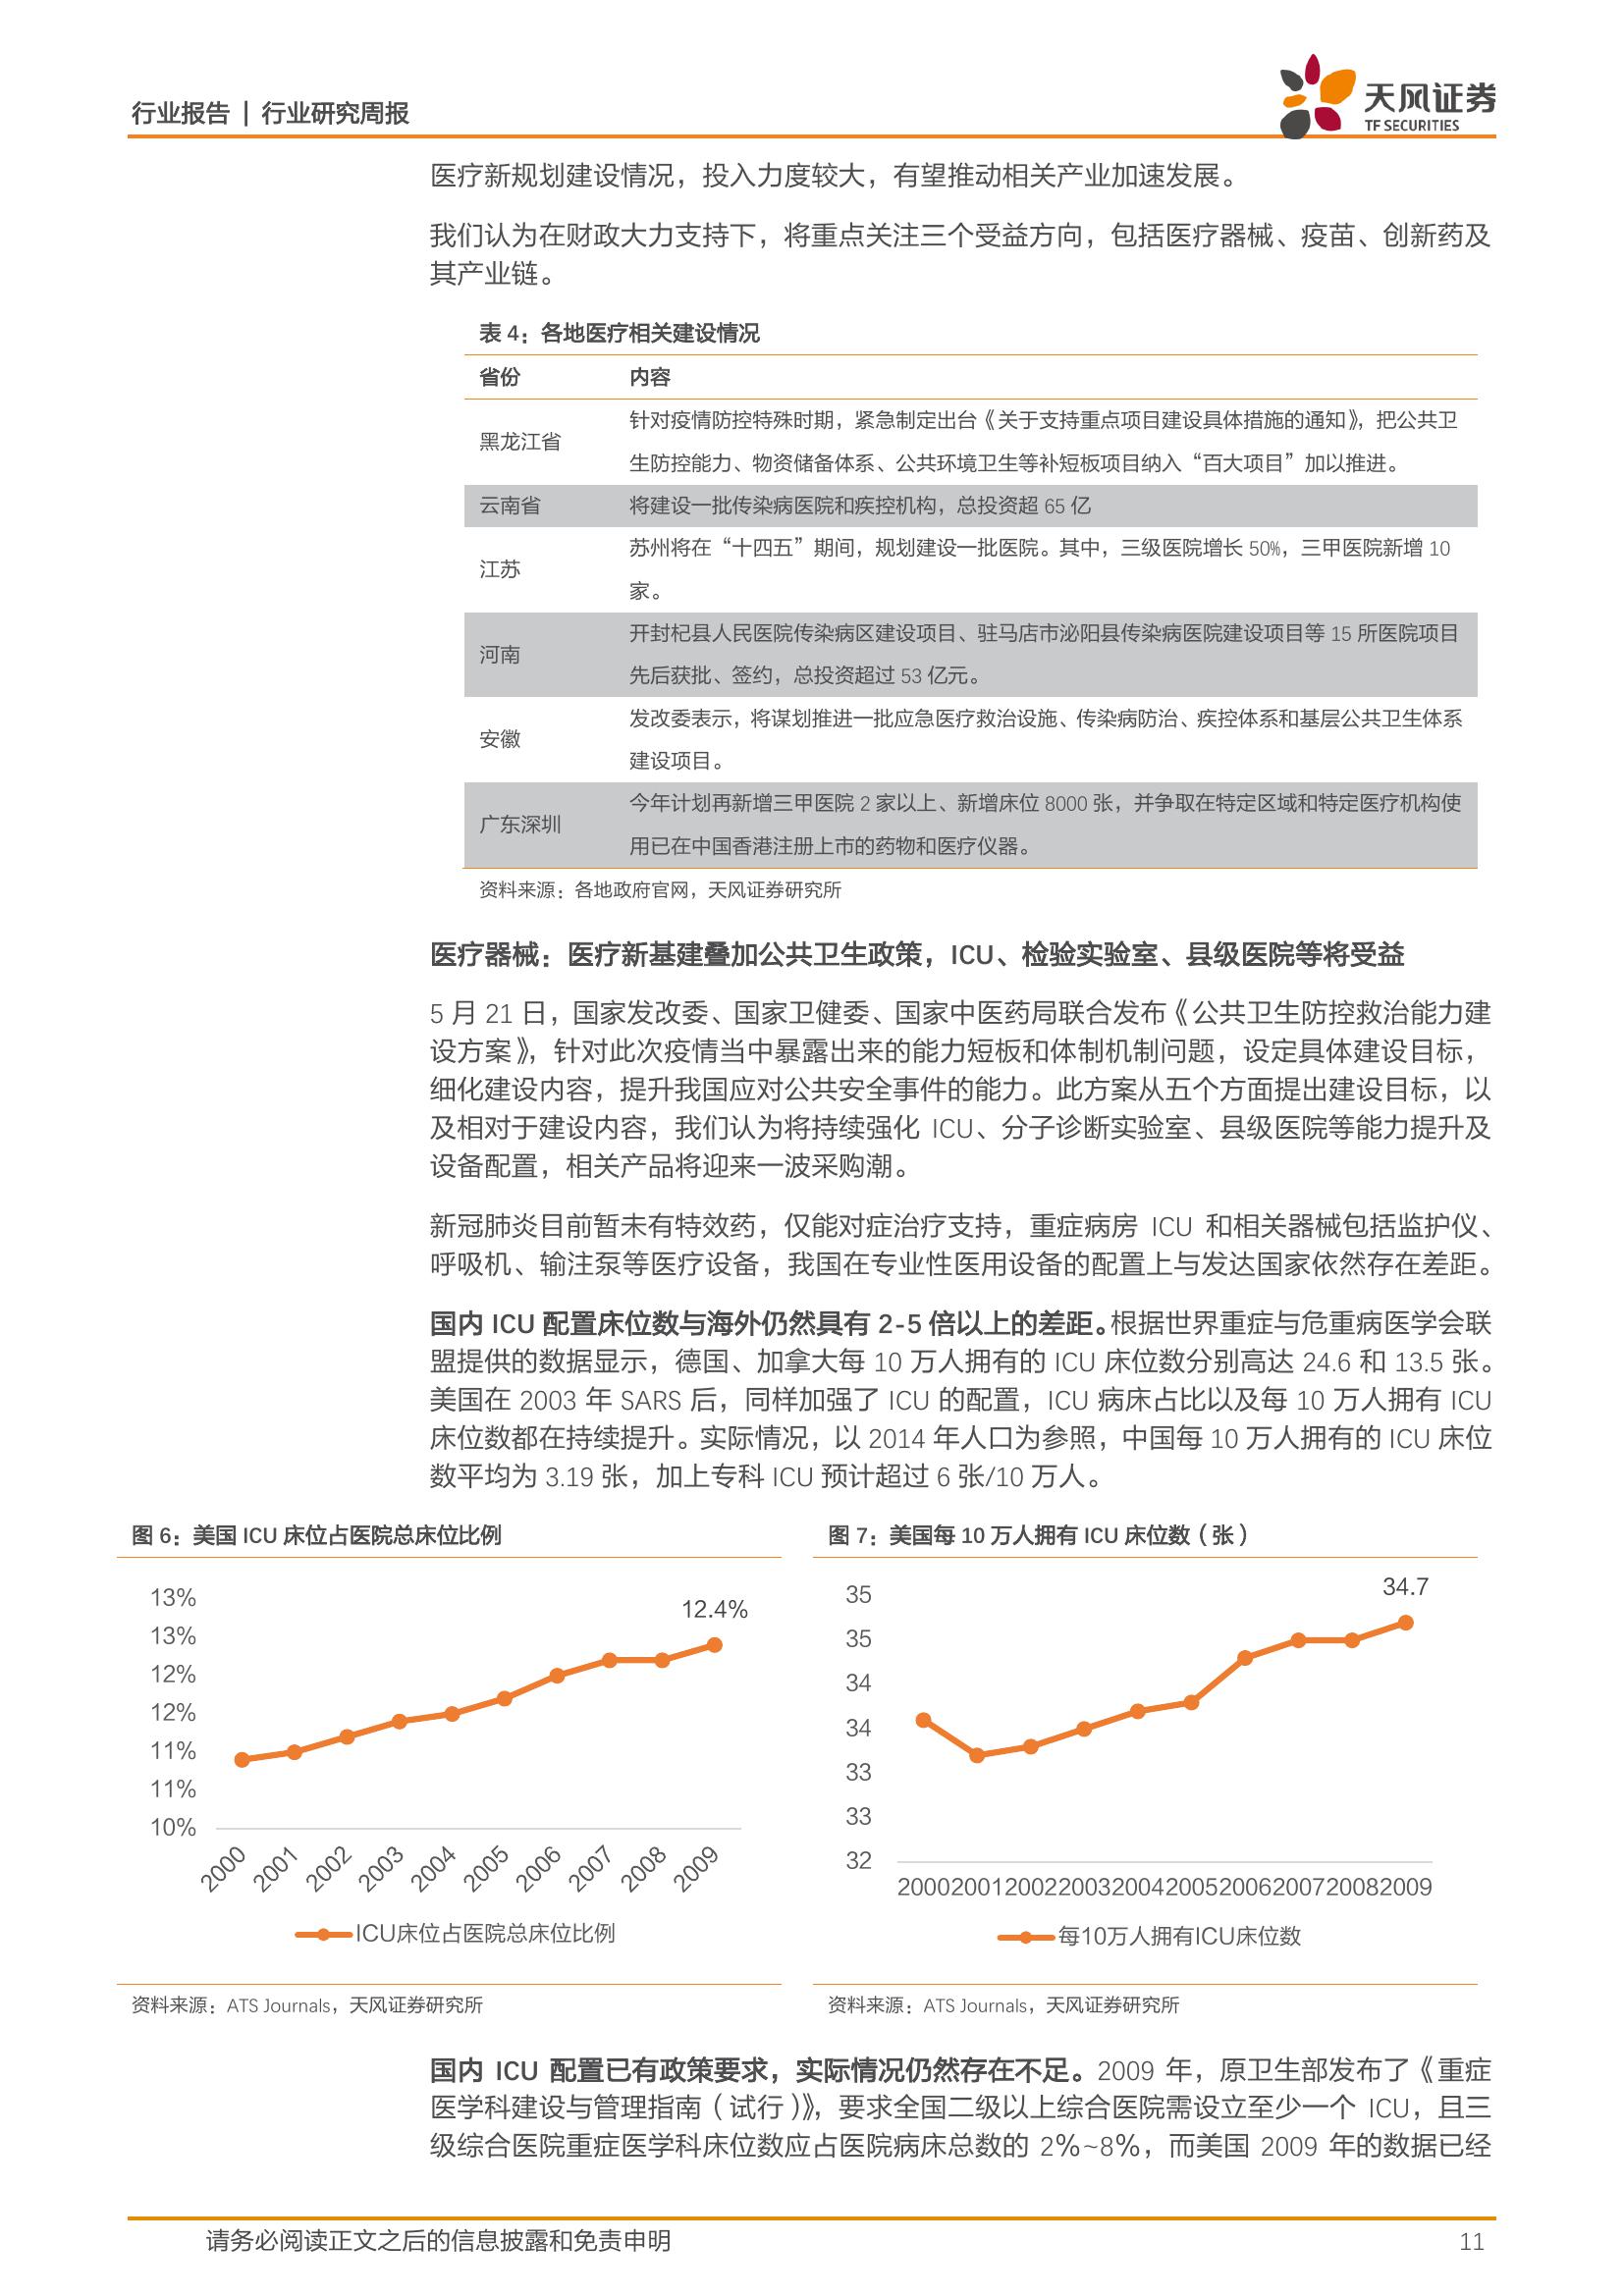 行业报告 | 行业研究周报
天风证券
TF SECURITIES
医疗新规划建设情况，投入力度较大，有望推动相关产业加速发展。
我们认为在财政大力支持下，将重点关注三个受益方向，包括医疗器械、疫苗、创新药及
其产业链。
表 4：各地医疗相关建设情况
省份 内容
黑龙江省 针对疫情防控特殊时期，紧急制定出台《关于支持重点项目建设具体措施的通知》，把公共卫
生防控能力、物资储备体系、公共环境卫生等补短板项目纳入“百大项目”加以推进。
云南省 将建设一批传染病医院和疾控机构，总投资超 65 亿
江苏 苏州将在“十四五”期间，规划建设一批医院。其中，三级医院增长 50%，三甲医院新增 10
家。
河南 开封杞县人民医院传染病区建设项目、驻马店市泌阳县传染病医院建设项目等 15 所医院项目
先后获批、签约，总投资超过 53 亿元。
安徽 发改委表示，将谋划推进一批应急医疗救治设施、传染病防治、疾控体系和基层公共卫生体系
建设项目。
广东深圳 今年计划再新增三甲医院 2 家以上、新增床位 8000 张，并争取在特定区域和特定医疗机构使
用已在中国香港注册上市的药物和医疗仪器。
资料来源：各地政府官网，天风证券研究所
医疗器械：医疗新基建叠加公共卫生政策，ICU、检验实验室、县级医院等将受益
5 月 21 日，国家发改委、国家卫健委、国家中医药局联合发布《公共卫生防控救治能力建
设方案》，针对此次疫情当中暴露出来的能力短板和体制机制问题，设定具体建设目标，
细化建设内容，提升我国应对公共安全事件的能力。此方案从五个方面提出建设目标，以
及相对于建设内容，我们认为将持续强化 ICU、分子诊断实验室、县级医院等能力提升及
设备配置，相关产品将迎来一波采购潮。
新冠肺炎目前暂未有特效药，仅能对症治疗支持，重症病房 ICU 和相关器械包括监护仪、
呼吸机、输注泵等医疗设备，我国在专业性医用设备的配置上与发达国家依然存在差距。
国内 ICU 配置床位数与海外仍然具有 2-5 倍以上的差距。根据世界重症与危重病医学会联
盟提供的数据显示，德国、加拿大每 10 万人拥有的 ICU 床位数分别高达 24.6 和 13.5 张。
美国在 2003 年 SARS 后，同样加强了 ICU 的配置，ICU 病床占比以及每 10 万人拥有 ICU
床位数都在持续提升。实际情况，以 2014 年人口为参照，中国每 10 万人拥有的 ICU 床位
数平均为 3.19 张，加上专科 ICU 预计超过 6 张/10 万人。
图 6：美国 ICU 床位占医院总床位比例
13%
13%
12%
12%
11%
11%
10%
12.4%
2000 2001 2002 2003 2004 2005 2006 2007 2008 2009
ICU床位占医院总床位比例
资料来源：ATS Journals，天风证券研究所
图 7：美国每 10 万人拥有 ICU 床位数（张）
35
35
34
34
33
33
32
34.7
2000200120022003200420052006200720082009
每10万人拥有ICU床位数
资料来源：ATS Journals，天风证券研究所
国内 ICU 配置已有政策要求，实际情况仍然存在不足。2009 年，原卫生部发布了《重症
医学科建设与管理指南（试行）》，要求全国二级以上综合医院需设立至少一个 ICU，且三
级综合医院重症医学科床位数应占医院病床总数的 2%~8%，而美国 2009 年的数据已经
请务必阅读正文之后的信息披露和免责申明 11